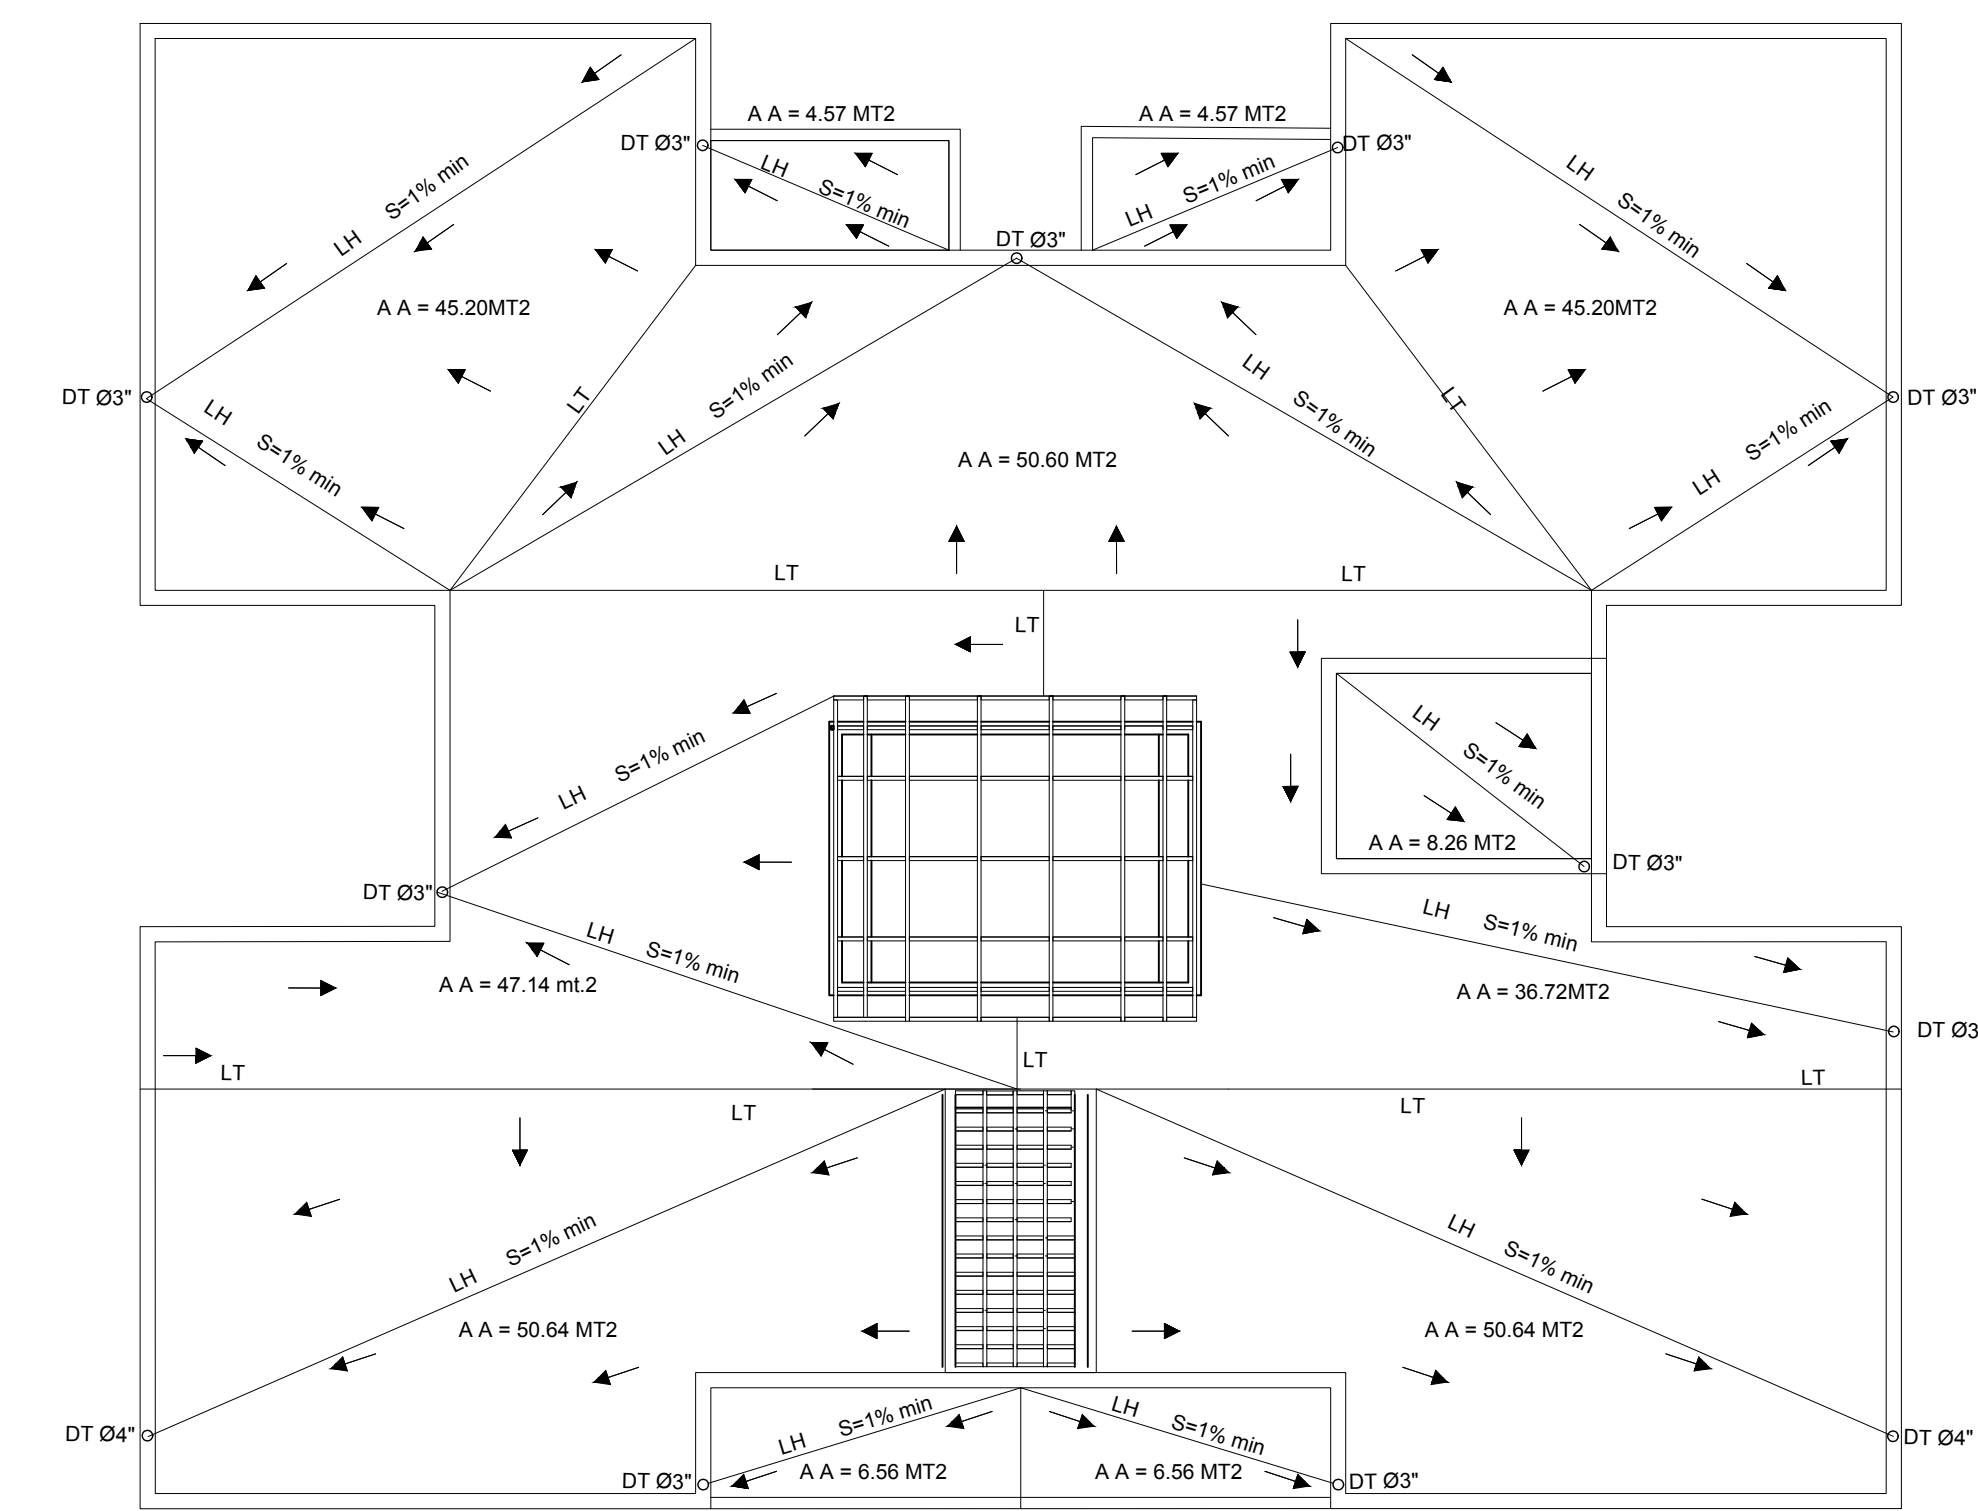 A A = 4.57 MT2
A A = 4.57 MT2
DT Ø3"
DT Ø3"
LH S=1% min
LH S=1% min
LH S=1% min
LH S=1% min
DT Ø3"
A A = 45.20MT2
A A = 45.20MT2
DT Ø3"
DT Ø3"
LT
LT
LH S=1% min
LH S=1% min
LH S=1% min
LH S=1% min
A A = 50.60 MT2
LT
LT
LT
LH S=1% min
LH S=1% min
A A = 8.26 MT2
DT Ø3"
DT Ø3"
LH S=1% min
LH S=1% min
A A = 47.14 mt.2
A A = 36.72MT2
DT Ø3
LT
LT
LT
LT
LT
LH S=1% min
LH S=1% min
A A = 50.64 MT2
A A = 50.64 MT2
DT Ø4"
DT Ø4"
LH S=1% min
LH S=1% min
A A = 6.56 MT2
A A = 6.56 MT2
DT Ø3"
DT Ø3"